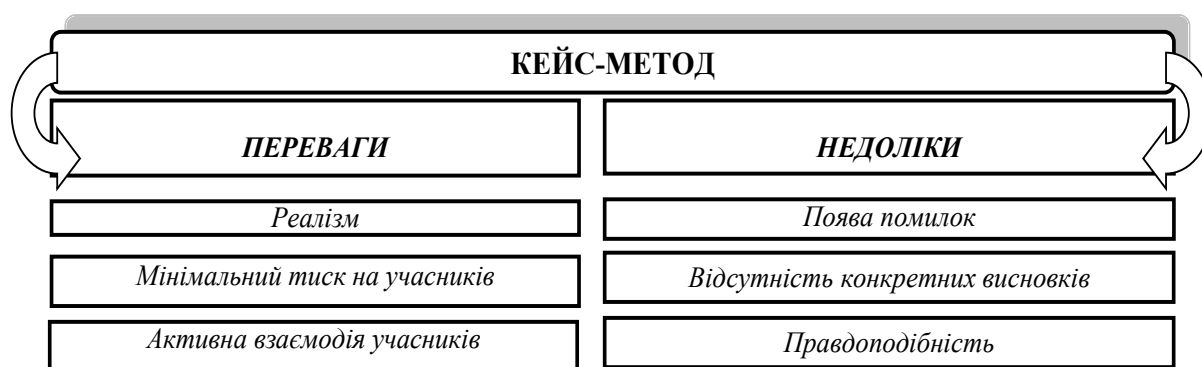 КЕЙС-МЕТОД
ПЕРЕВАГИ
НЕДОЛІКИ
Реалізм
Поява помилок
Мінімальний тиск на учасників
Відсутність конкретних висновків
Активна взаємодія учасників
Правдоподібність